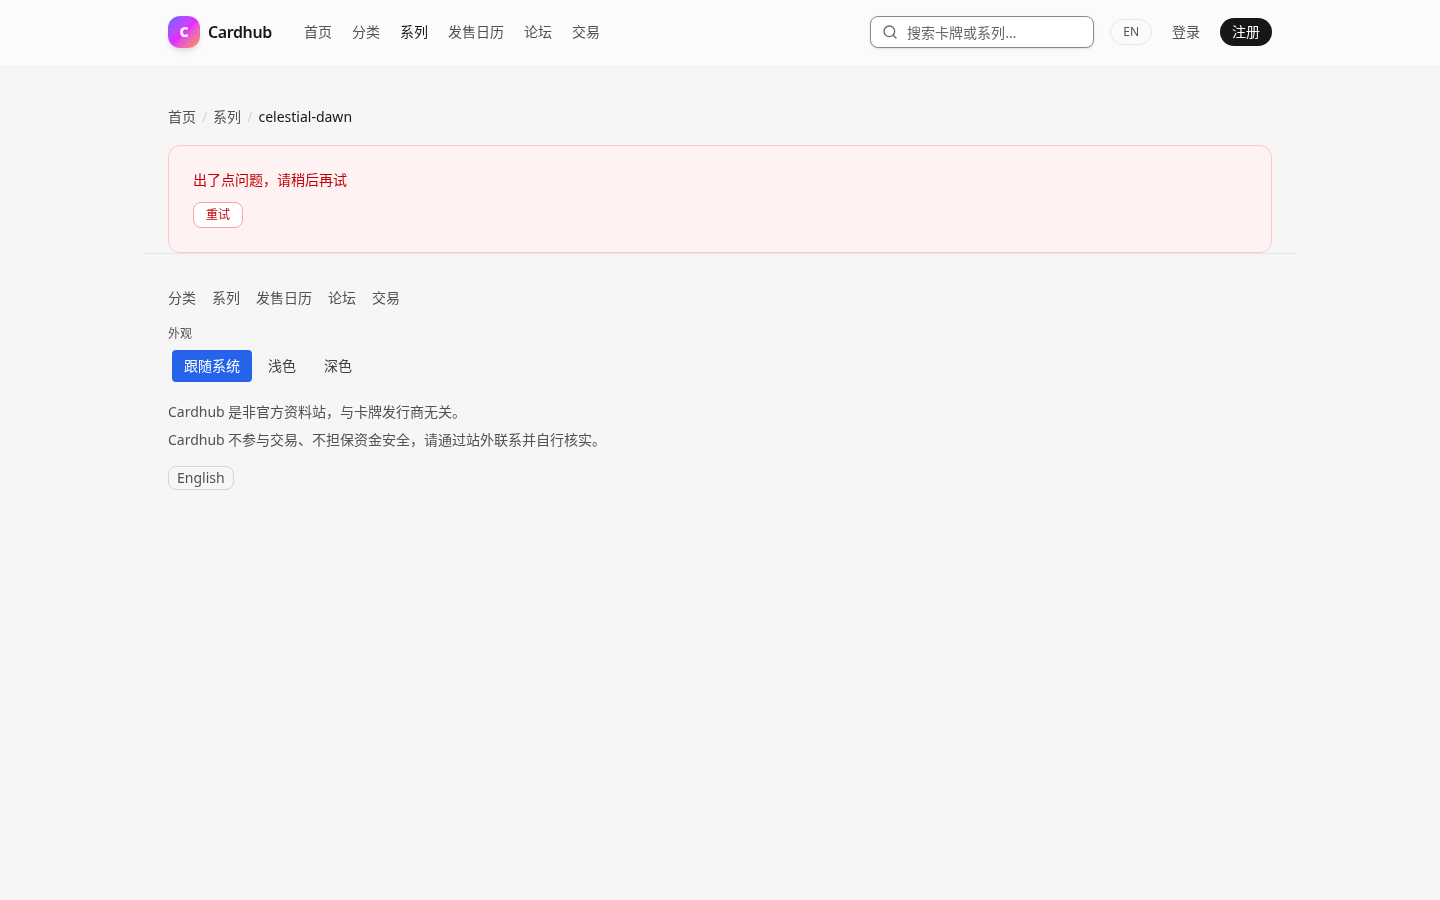 C Cardhub 首页 分类 系列 发售日历 论坛 交易 搜索卡牌或系列... EN 登录 注册
首页 / 系列 / celestial-dawn
出了点问题，请稍后再试
重试
分类 系列 发售日历 论坛 交易
外观
跟随系统 浅色 深色
Cardhub 是非官方资料站，与卡牌发行商无关。
Cardhub 不参与交易、不担保资金安全，请通过站外联系并自行核实。
English